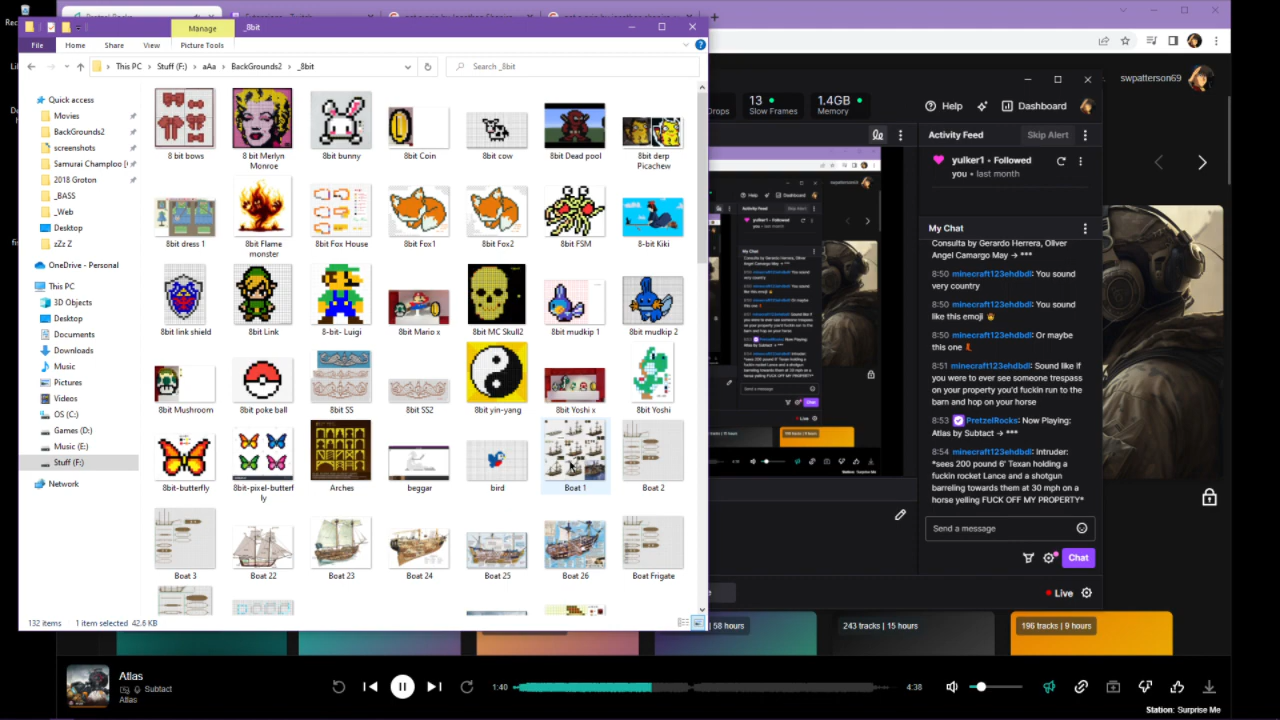 Manage
_8bit
File
Home
Share
View
Picture Tools
This PC
Stuff (F:)
aAa
BackGrounds2
_8bit
Search _8bit
Quick access
Movies
BackGrounds2
screenshots
Samurai Champloo [
2018 Groton
_BASS
_Web
Desktop
zZz Z
OneDrive - Personal
This PC
3D Objects
Desktop
Documents
Downloads
Music
Pictures
Videos
OS (C:)
Games (D:)
Music (E:)
Stuff (F:)
Network
8 bit bows
8 bit Merlyn
Monroe
8bit bunny
8bit Coin
8bit cow
8bit Dead pool
8bit derp
Picachew
8bit dress 1
8bit Flame
monster
8bit Fox House
8bit Fox1
8bit Fox2
8bit FSM
8-bit Kiki
8bit link shield
8bit Link
8-bit- Luigi
8bit Mario x
8bit MC Skull2
8bit mudkip 1
8bit mudkip 2
8bit Mushroom
8bit poke ball
8bit SS
8bit SS2
8bit yin-yang
8bit Yoshi x
8bit Yoshi
8bit-butterfly
8bit-pixel-butterf
ly
Arches
beggar
bird
Boat 1
Boat 2
Boat 3
Boat 22
Boat 23
Boat 24
Boat 25
Boat 26
Boat Frigate
132 items
1 item selected 42.6 KB
swpatterson69
Drops
13
Slow Frames
1.4GB
Memory
Help
Dashboard
Activity Feed
Skip Alert
yulker1 • Followed
you • last month
My Chat
Consulta by Gerardo Herrera, Oliver
Angel Camargo May → ***
8:50 minecraft123ehdbdl: You sound
very country
8:50 minecraft123ehdbdl: You sound
like this emoji
8:50 minecraft123ehdbdl: Or maybe
this one
8:51 minecraft123ehdbdl: Sound like if
you were to ever see someone trespass
on your property you'd fuckin run to the
barn and hop on your horse
8:53 PretzelRocks: Now Playing:
Atlas by Subtact → ***
8:54 minecraft123ehdbdl: Intruder:
*sees 200 pound 6' Texan holding a
fuckin rocket Lance and a shotgun
barreling towards them at 30 mph on a
horse yelling FUCK OFF MY PROPERTY*
Send a message
Chat
Live
58 hours
243 tracks | 15 hours
196 tracks | 9 hours
Atlas
Subtact
Atlas
1:40
4:38
Station: Surprise Me